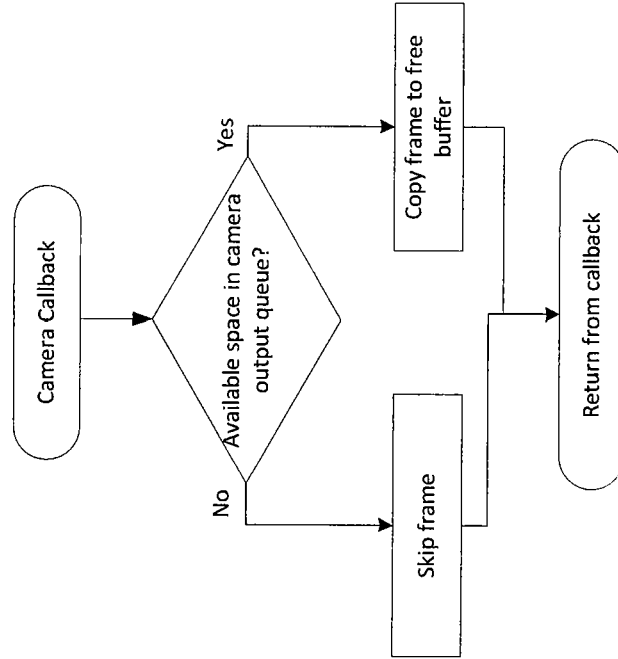 Camera Callback
Available space in camera
output queue?
No
Yes
Skip frame
Copy frame to free
buffer
Return from callback